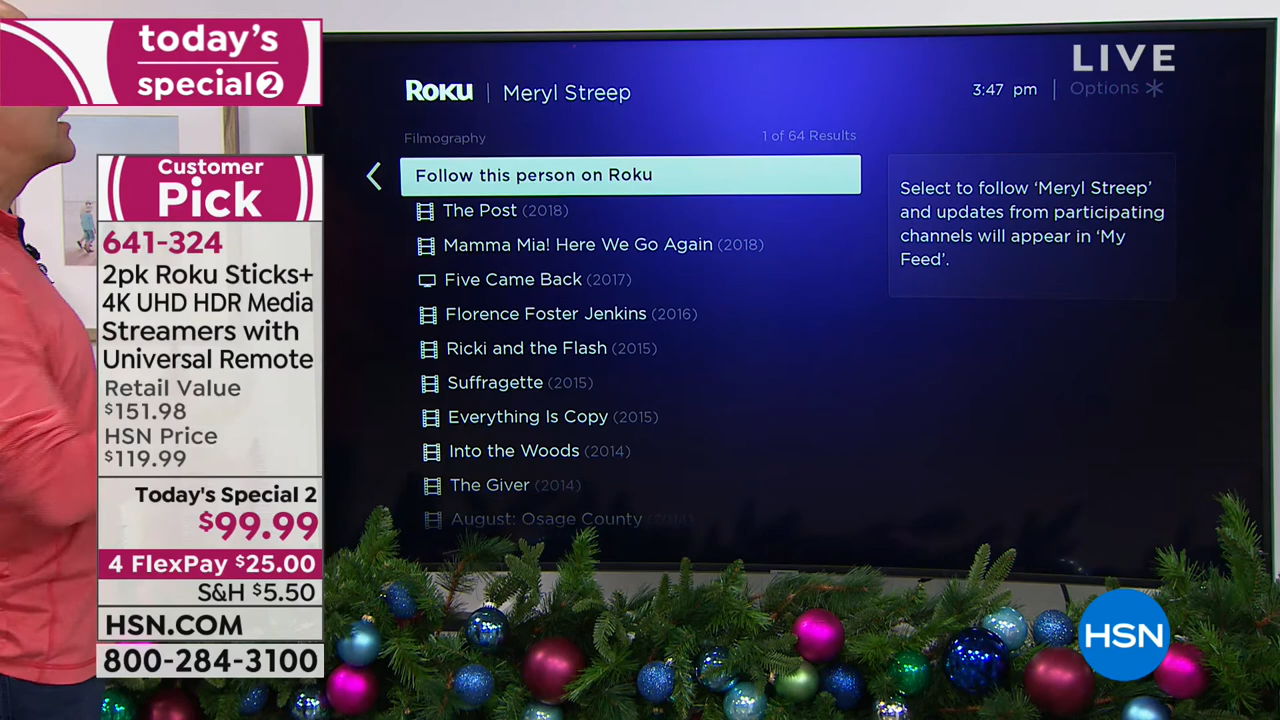 today's
special 2
Customer
Pick
641-324
2pk Roku Sticks+
4K UHD HDR Media
Streamers with
Universal Remote
Retail Value
$151.98
HSN Price
$119.99
Today's Special 2
$99.99
4 FlexPay $25.00
S&H $5.50
HSN.COM
800-284-3100
LIVE
Roku | Meryl Streep
3:47 pm | Options
Filmography
1 of 64 Results
Follow this person on Roku
The Post (2018)
Mamma Mia! Here We Go Again (2018)
Five Came Back (2017)
Florence Foster Jenkins (2016)
Ricki and the Flash (2015)
Suffragette (2015)
Everything Is Copy (2015)
Into the Woods (2014)
The Giver (2014)
August: Osage County
Select to follow ‘Meryl Streep’
and updates from participating
channels will appear in ‘My
Feed’.
HSN